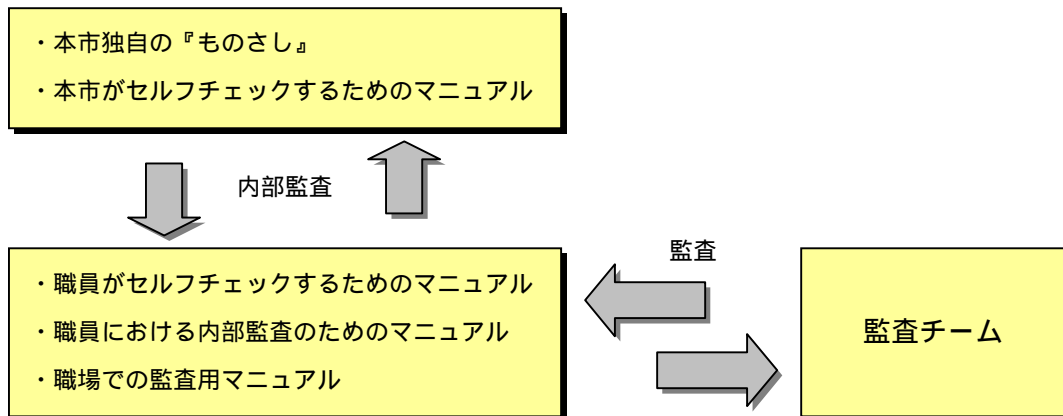 ・本市独自の『ものさし』
・本市がセルフチェックするためのマニュアル
内部監査
・職員がセルフチェックするためのマニュアル
・職員における内部監査のためのマニュアル
・職場での監査用マニュアル
監査
監査チーム